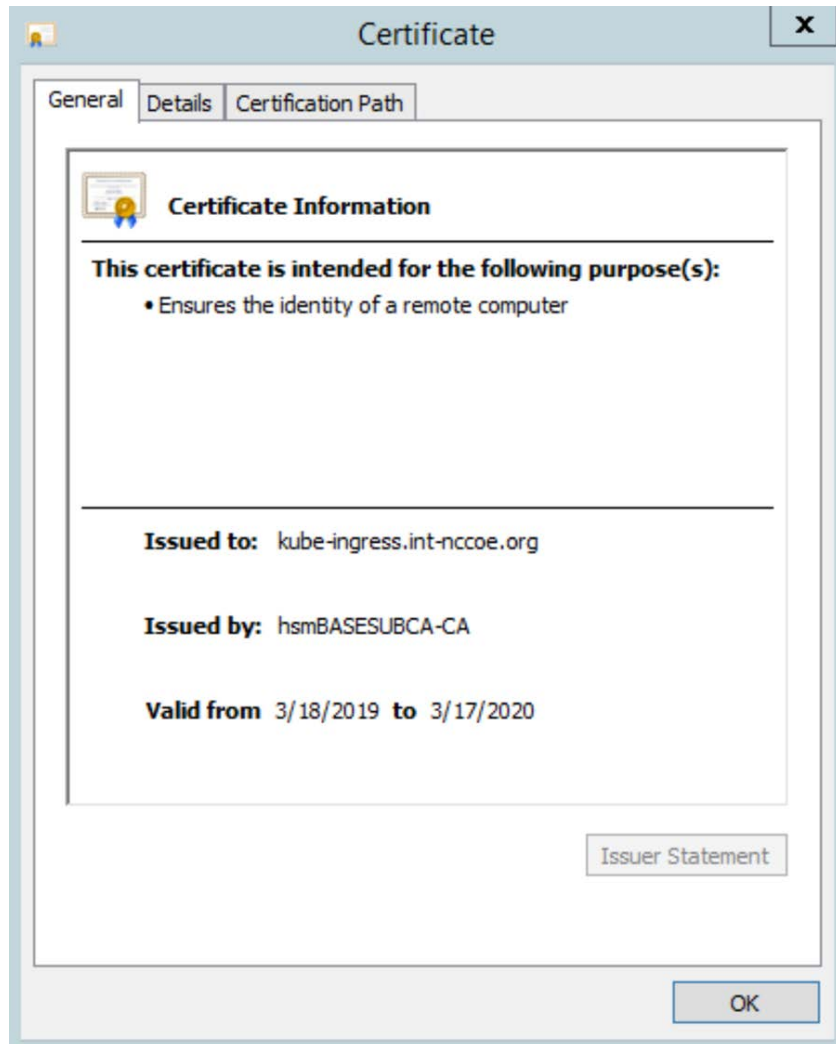 Certificate
X
General Details Certification Path
Certificate Information
This certificate is intended for the following purpose(s):
• Ensures the identity of a remote computer
Issued to: kube-ingress.int-nccoe.org
Issued by: hsmBASESUBCA-CA
Valid from 3/18/2019 to 3/17/2020
Issuer Statement
OK